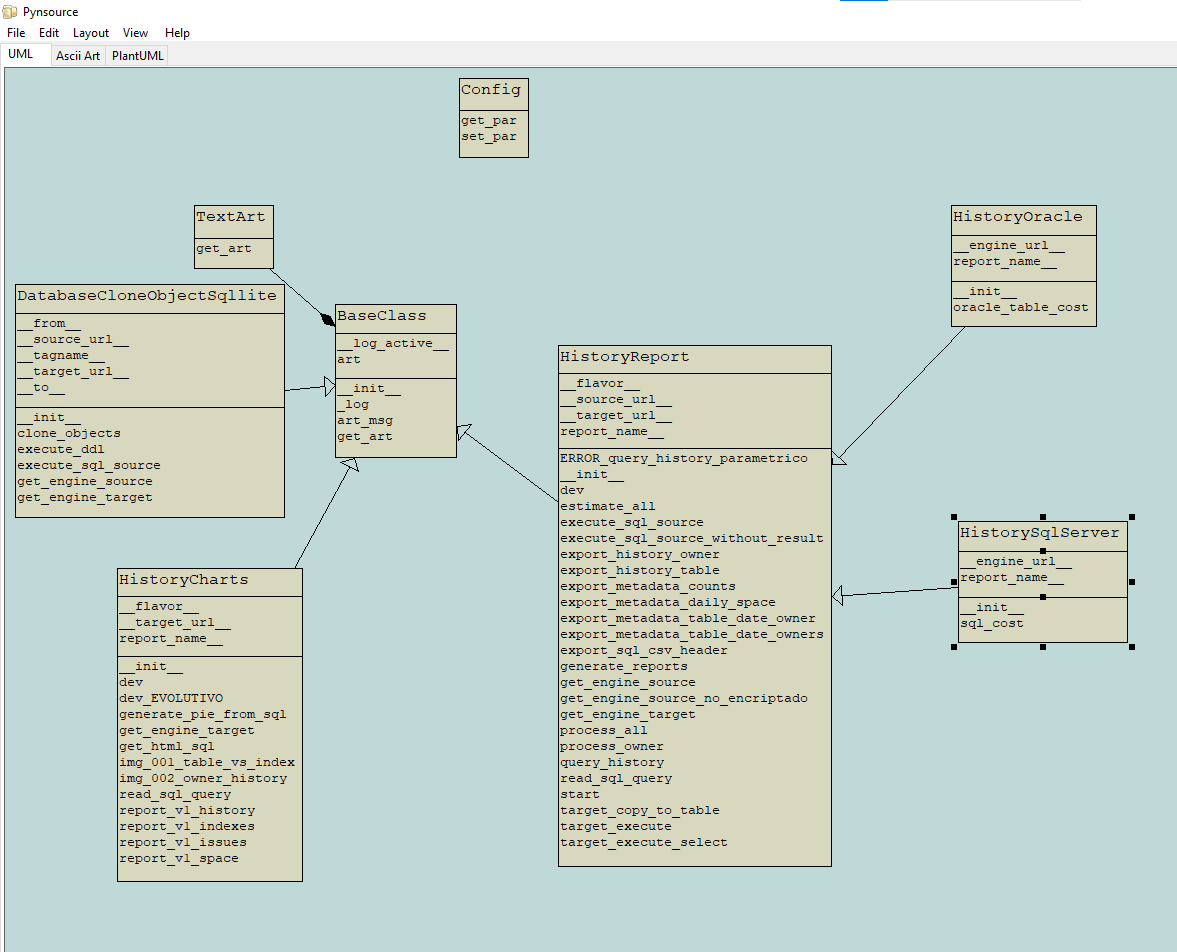 Pynsource
File Edit Layout View Help
UML Ascii Art PlantUML
Config
get_par
set_par
TextArt
get_art
DatabaseCloneObjectSqllite
__from__
__source_url__
__tagname__
__target_url__
__to__
__init__
clone_objects
execute_ddl
execute_sql_source
get_engine_source
get_engine_target
BaseClass
__log_active__
art
__init__
_log
art_msg
get_art
HistoryCharts
__flavor__
__target_url__
report_name__
__init__
dev
dev_EVOLUTIVO
generate_pie_from_sql
get_engine_target
get_html_sql
img_001_table_vs_index
img_002_owner_history
read_sql_query
report_v1_history
report_v1_indexes
report_v1_issues
report_v1_space
HistoryReport
__flavor__
__source_url__
__target_url__
report_name__
ERROR_query_history_parametrico
__init__
dev
estimate_all
execute_sql_source
execute_sql_source_without_result
export_history_owner
export_history_table
export_metadata_counts
export_metadata_daily_space
export_metadata_table_date_owner
export_metadata_table_date_owners
export_sql_csv_header
generate_reports
get_engine_source
get_engine_source_no_encriptado
get_engine_target
process_all
process_owner
query_history
read_sql_query
start
target_copy_to_table
target_execute
target_execute_select
HistoryOracle
__engine_url__
report_name__
__init__
oracle_table_cost
HistorySqlServer
__engine_url__
report_name__
__init__
sql_cost